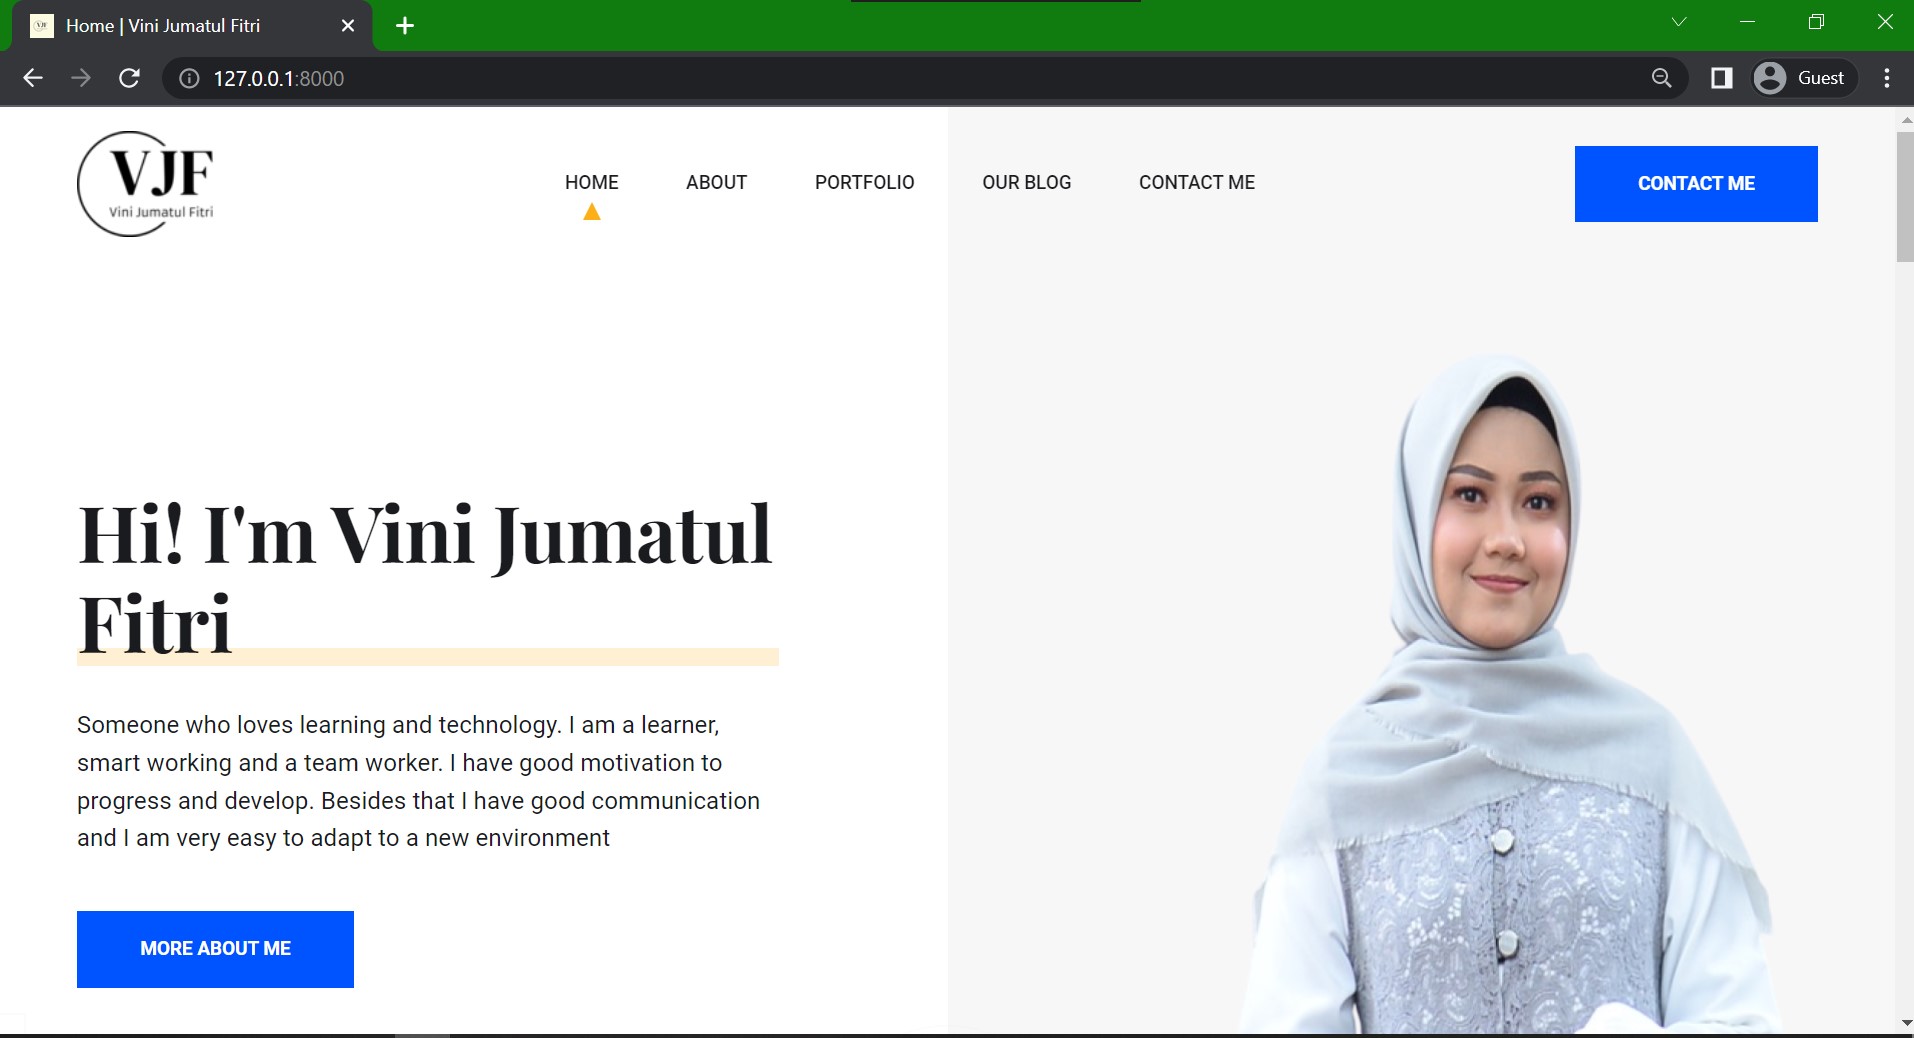 Home | Vini Jumatul Fitri
127.0.0.1:8000
Guest
VJF
Vini Jumatul Fitri
HOME
ABOUT
PORTFOLIO
OUR BLOG
CONTACT ME
CONTACT ME
Hi! I'm Vini Jumatul
Fitri
Someone who loves learning and technology. I am a learner,
smart working and a team worker. I have good motivation to
progress and develop. Besides that I have good communication
and I am very easy to adapt to a new environment
MORE ABOUT ME